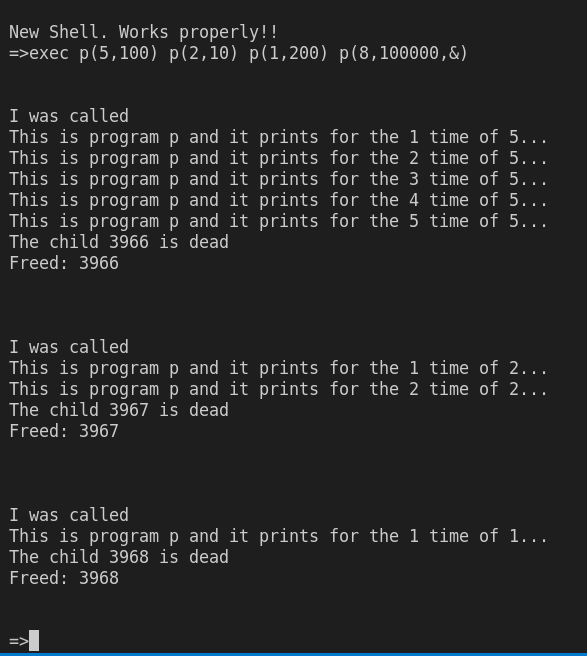 New Shell. Works properly!!
=>exec p(5,100) p(2,10) p(1,200) p(8,100000,&)
I was called
This is program p and it prints for the 1 time of 5...
This is program p and it prints for the 2 time of 5...
This is program p and it prints for the 3 time of 5...
This is program p and it prints for the 4 time of 5...
This is program p and it prints for the 5 time of 5...
The child 3966 is dead
Freed: 3966
I was called
This is program p and it prints for the 1 time of 2...
This is program p and it prints for the 2 time of 2...
The child 3967 is dead
Freed: 3967
I was called
This is program p and it prints for the 1 time of 1...
The child 3968 is dead
Freed: 3968
=>